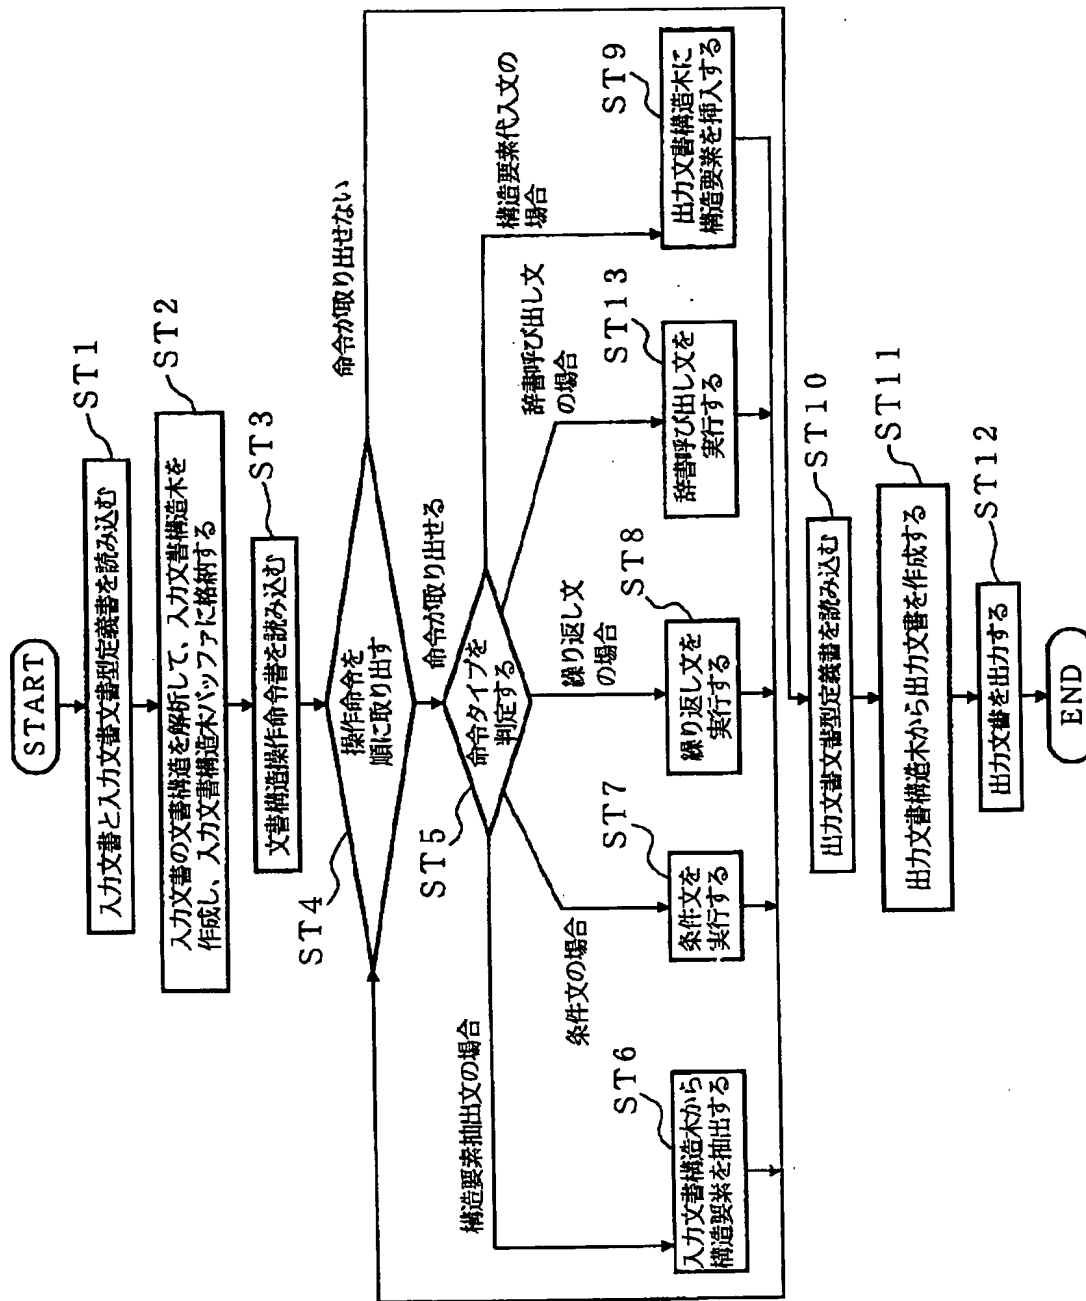 START
入力文書と入力文書文書型定義書を読み込む
ST1
入力文書の文書構造を解析して、入力文書構造木を
作成し、入力文書構造木バッファに格納する
ST2
文書構造操作命令書を読み込む
ST3
操作命令を
順に取り出す
ST4
命令が取り出せない
命令が取り出せる
命令タイプを
判定する
ST5
構造要素抽出文の場合
条件文の場合
繰り返し文
の場合
辞書呼び出し文
の場合
構造要素代入文の
場合
入力文書構造木から
構造要素を抽出する
ST6
条件文を
実行する
ST7
繰り返し文を
実行する
ST8
辞書呼び出し文を
実行する
ST13
出力文書構造木に
構造要素を挿入する
ST9
出力文書文書型定義書を読み込む
ST10
出力文書構造木から出力文書を作成する
ST11
出力文書を出力する
ST12
END